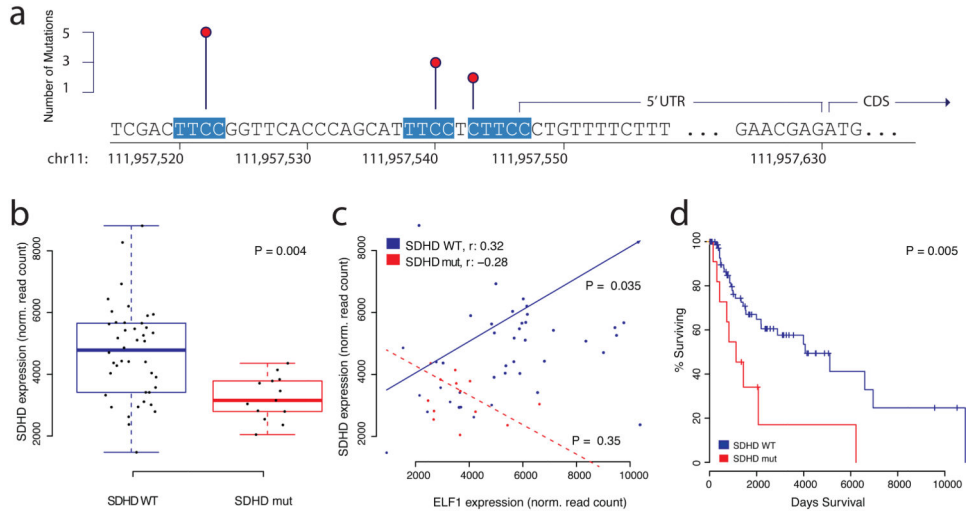 a
Number of Mutations
5
3
1
5' UTR
CDS
TCGACTTCCGGTTCACCCAGCATTTCCTCTTCCCTGTTTTCTTT ... GAACGAGATG...
chr11:
111,957,520
111,957,530
111,957,540
111,957,550
111,957,630
b
SDHD expression (norm. read count)
8000
6000
4000
2000
P = 0.004
SDHD WT
SDHD mut
c
SDHD expression (norm. read count)
8000
6000
4000
2000
SDHD WT, r: 0.32
SDHD mut, r: –0.28
P = 0.035
P = 0.35
2000 4000 6000 8000 10000
ELF1 expression (norm. read count)
d
% Surviving
100
80
60
40
20
0
P = 0.005
SDHD WT
SDHD mut
0 2000 4000 6000 8000 10000
Days Survival